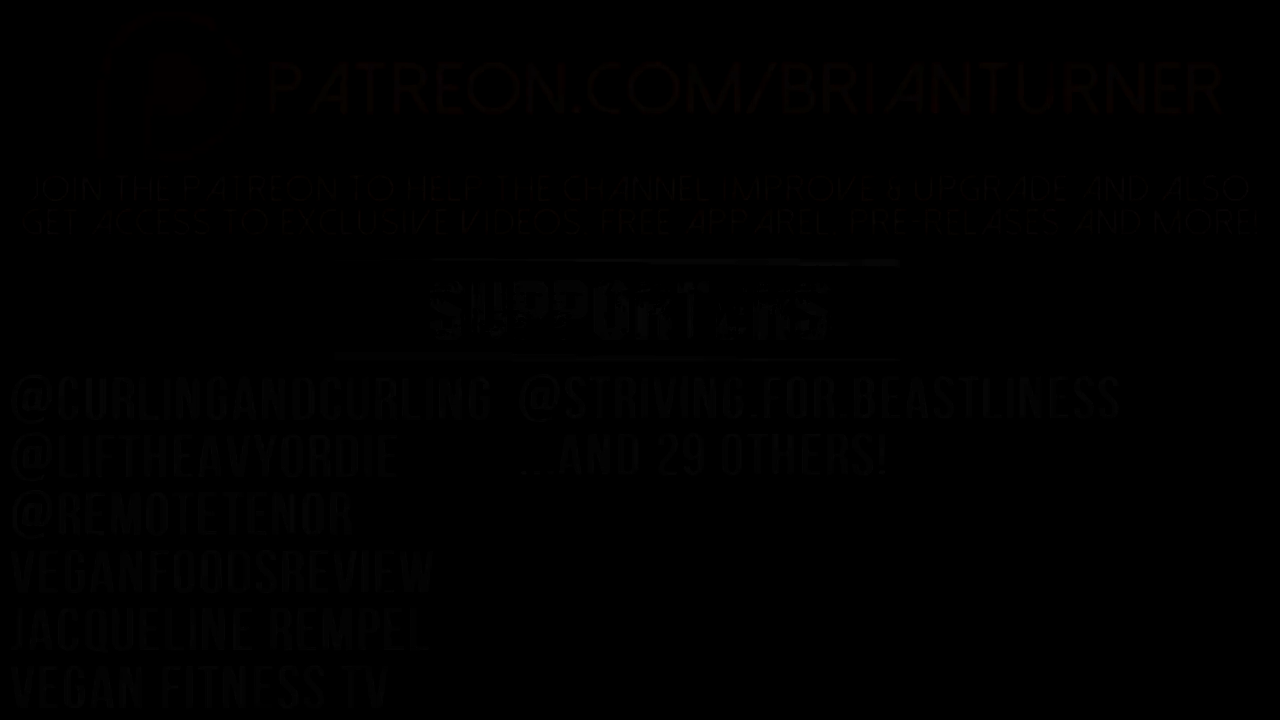 PATREON.COM/BRIANTURNER
JOIN THE PATREON TO HELP THE CHANNEL IMPROVE & UPGRADE AND ALSO
GET ACCESS TO EXCLUSIVE VIDEOS, FREE APPAREL, PRE-RELASES AND MORE!
SUPPORTERS
@CURLINGANDCURLING
@LIFTHEAVYORDIE
@REMOTETENOR
VEGANFOODSREVIEW
JACQUELINE REMPEL
VEGAN FITNESS TV
@STRIVING.FOR.BEASTLINESS
...AND 29 OTHERS!